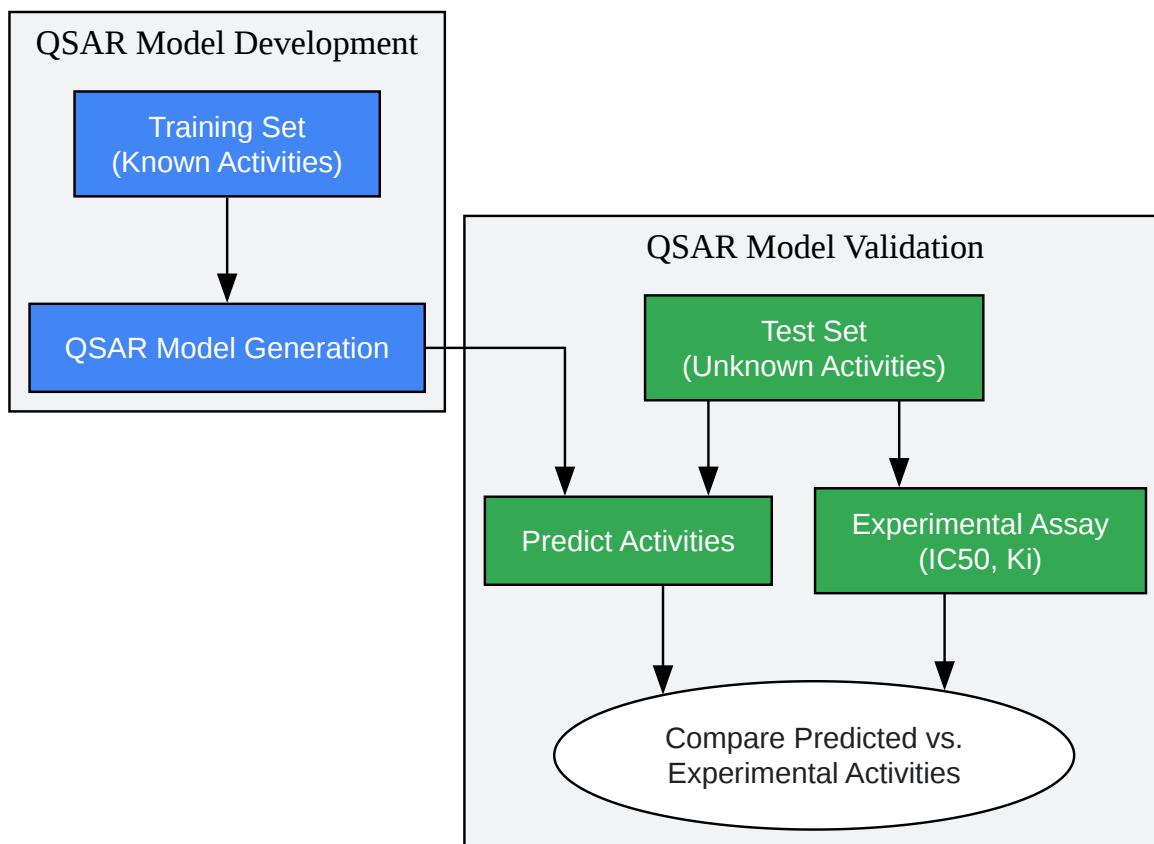 QSAR Model Development
Training Set
(Known Activities)
QSAR Model Generation
QSAR Model Validation
Test Set
(Unknown Activities)
Predict Activities
Experimental Assay
(IC50, Ki)
Compare Predicted vs.
Experimental Activities